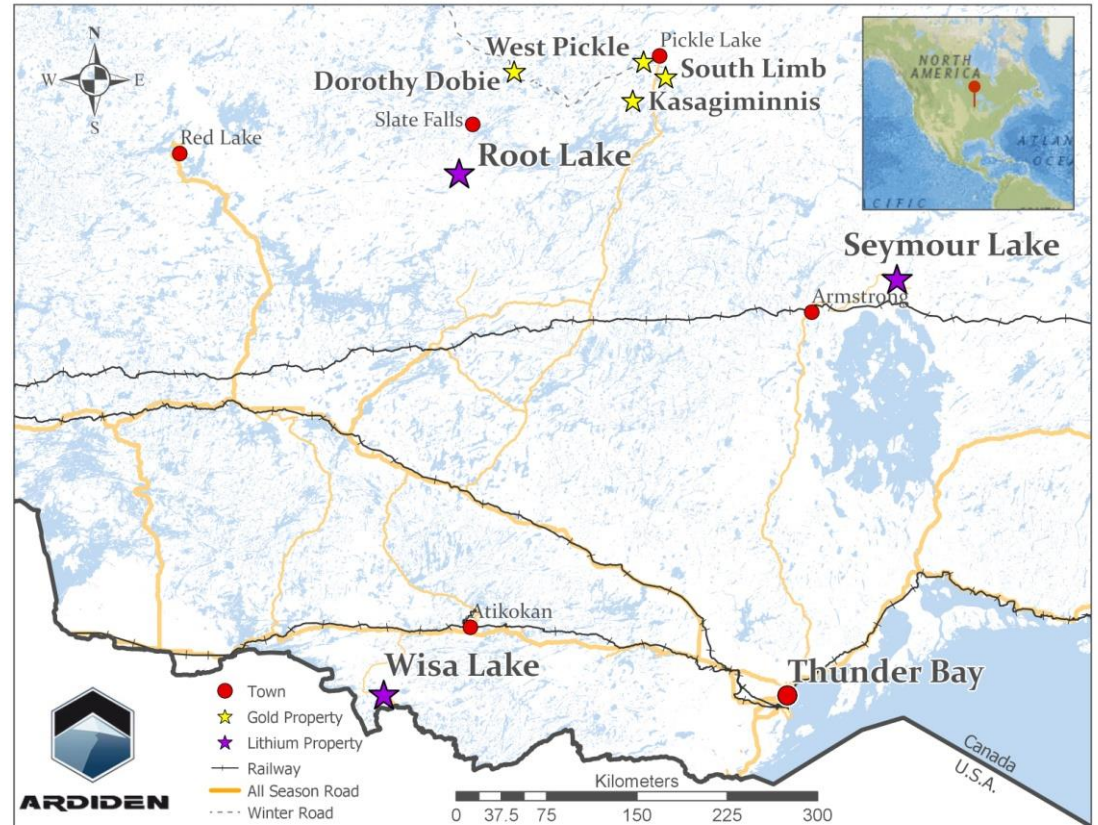 N
W
E
S
West Pickle
Pickle Lake
South Limb
Dorothy Dobie
Kasagiminnis
Slate Falls
Red Lake
Root Lake
NORTH
AMERICA
ATLAN
OCEA
ACIFIC
Seymour Lake
Armstrong
Atikokan
Wisa Lake
Thunder Bay
Town
Gold Property
Lithium Property
Railway
All Season Road
Winter Road
ARDIDEN
Kilometers
0 37.5 75 150 225 300
Canada
U.S.A.